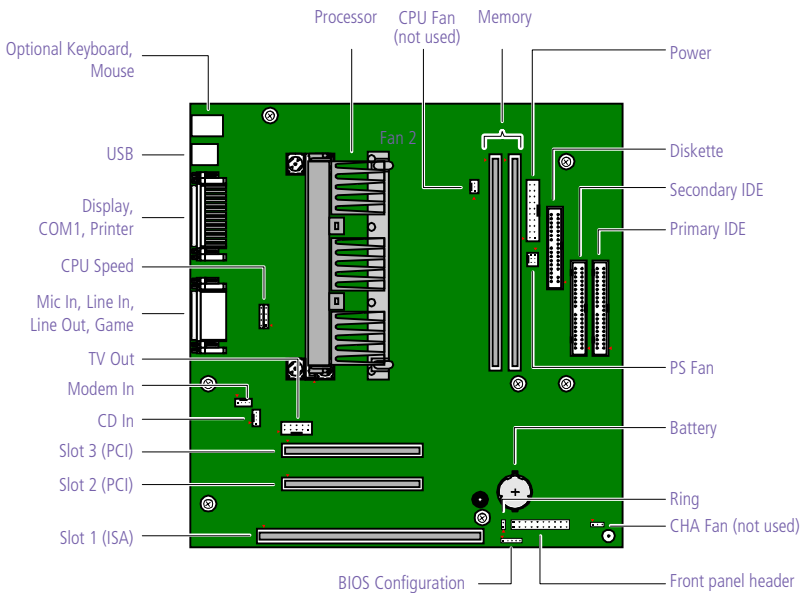 Processor
CPU Fan
(not used)
Memory
Optional Keyboard,
Mouse
Power
Fan 2
USB
Diskette
Secondary IDE
Display,
COM1, Printer
Primary IDE
CPU Speed
Mic In, Line In,
Line Out, Game
TV Out
PS Fan
Modem In
CD In
Battery
Slot 3 (PCI)
Slot 2 (PCI)
+
Ring
CHA Fan (not used)
Slot 1 (ISA)
BIOS Configuration
Front panel header